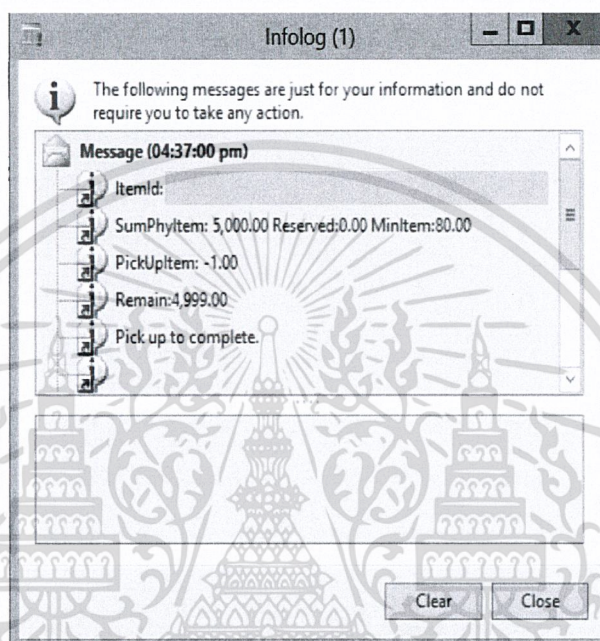 Infolog (1)
The following messages are just for your information and do not
require you to take any action.
Message (04:37:00 pm)
ItemId:
SumPhyItem: 5,000.00 Reserved:0.00 MinItem:80.00
PickUpItem: -1.00
Remain:4,999.00
Pick up to complete.
Clear
Close